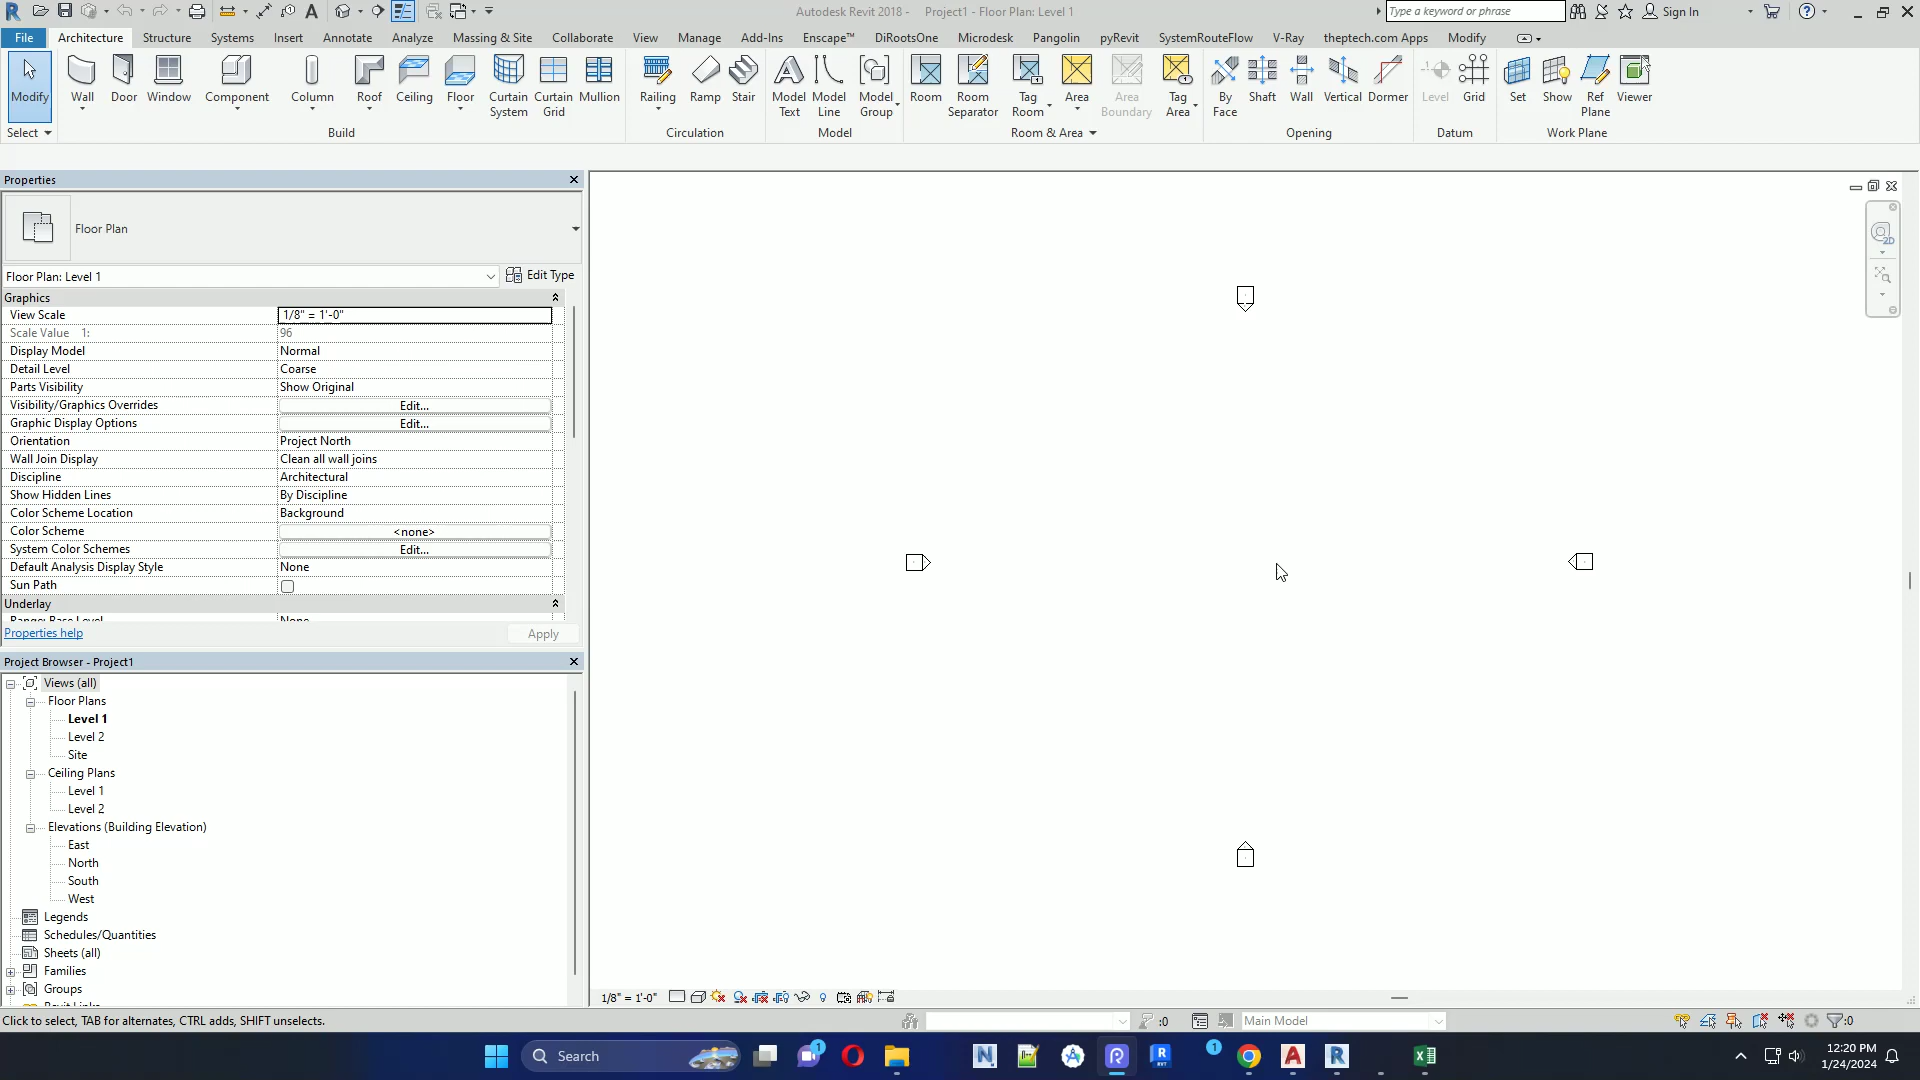 Autodesk Revit 2018 - Project1 - Floor Plan: Level 1
Type a keyword or phrase
Sign In
File Architecture Structure Systems Insert Annotate Analyze Massing & Site Collaborate View Manage Add-Ins Enscape™ DiRootsOne Microdesk Pangolin pyRevit SystemRouteFlow V-Ray theptech.com Apps Modify
Modify Wall Door Window Component Column Roof Ceiling Floor Curtain System Curtain Grid Mullion Railing Ramp Stair Model Text Model Line Model Group Room Room Separator Tag Room Area Area Boundary Tag Area By Face Shaft Wall Vertical Dormer Level Grid Set Show Ref Plane Viewer
Select Build Circulation Model Room & Area Opening Datum Work Plane
Properties
Floor Plan
Floor Plan: Level 1 Edit Type
Graphics
View Scale 1/8" = 1'-0"
Scale Value 1: 96
Display Model Normal
Detail Level Coarse
Parts Visibility Show Original
Visibility/Graphics Overrides Edit...
Graphic Display Options Edit...
Orientation Project North
Wall Join Display Clean all wall joins
Discipline Architectural
Show Hidden Lines By Discipline
Color Scheme Location Background
Color Scheme <none>
System Color Schemes Edit...
Default Analysis Display Style None
Sun Path
Underlay
Range: Base Level None
Properties help Apply
Project Browser - Project1
Views (all)
Floor Plans
Level 1
Level 2
Site
Ceiling Plans
Level 1
Level 2
Elevations (Building Elevation)
East
North
South
West
Legends
Schedules/Quantities
Sheets (all)
Families
Groups
Revit Links
2D
1/8" = 1'-0"
Click to select, TAB for alternates, CTRL adds, SHIFT unselects.
:0
Main Model
:0
Search
1
1
12:20 PM
1/24/2024